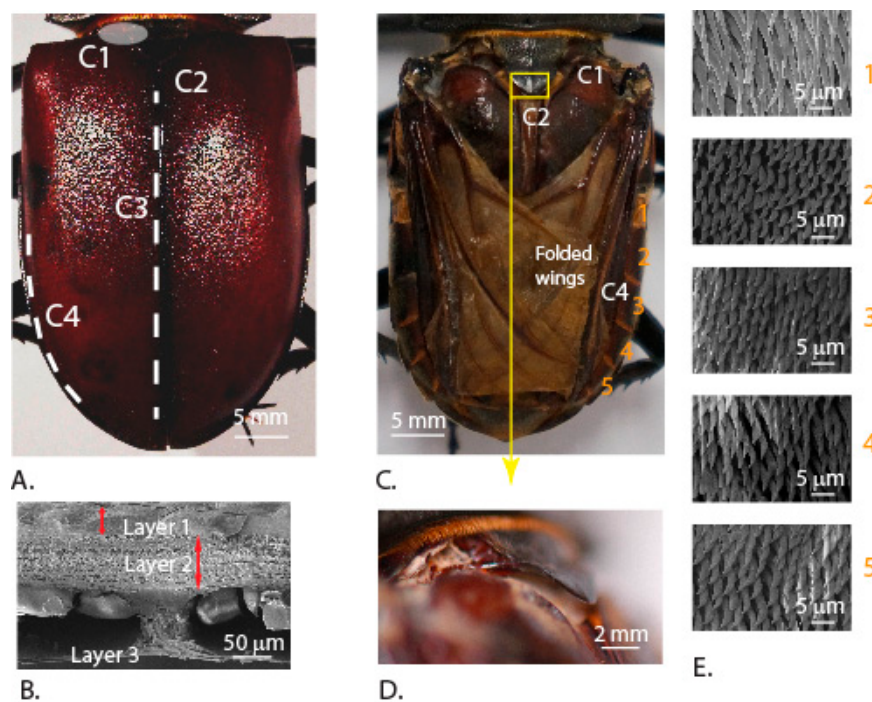 C1
C2
C3
C4
5 mm
A.
Layer 1
Layer 2
Layer 3
50 μm
B.
C1
C2
Folded
wings
C4
1
2
3
4
5
5 mm
C.
2 mm
D.
5 μm
1
5 μm
2
5 μm
3
5 μm
4
5 μm
5
E.